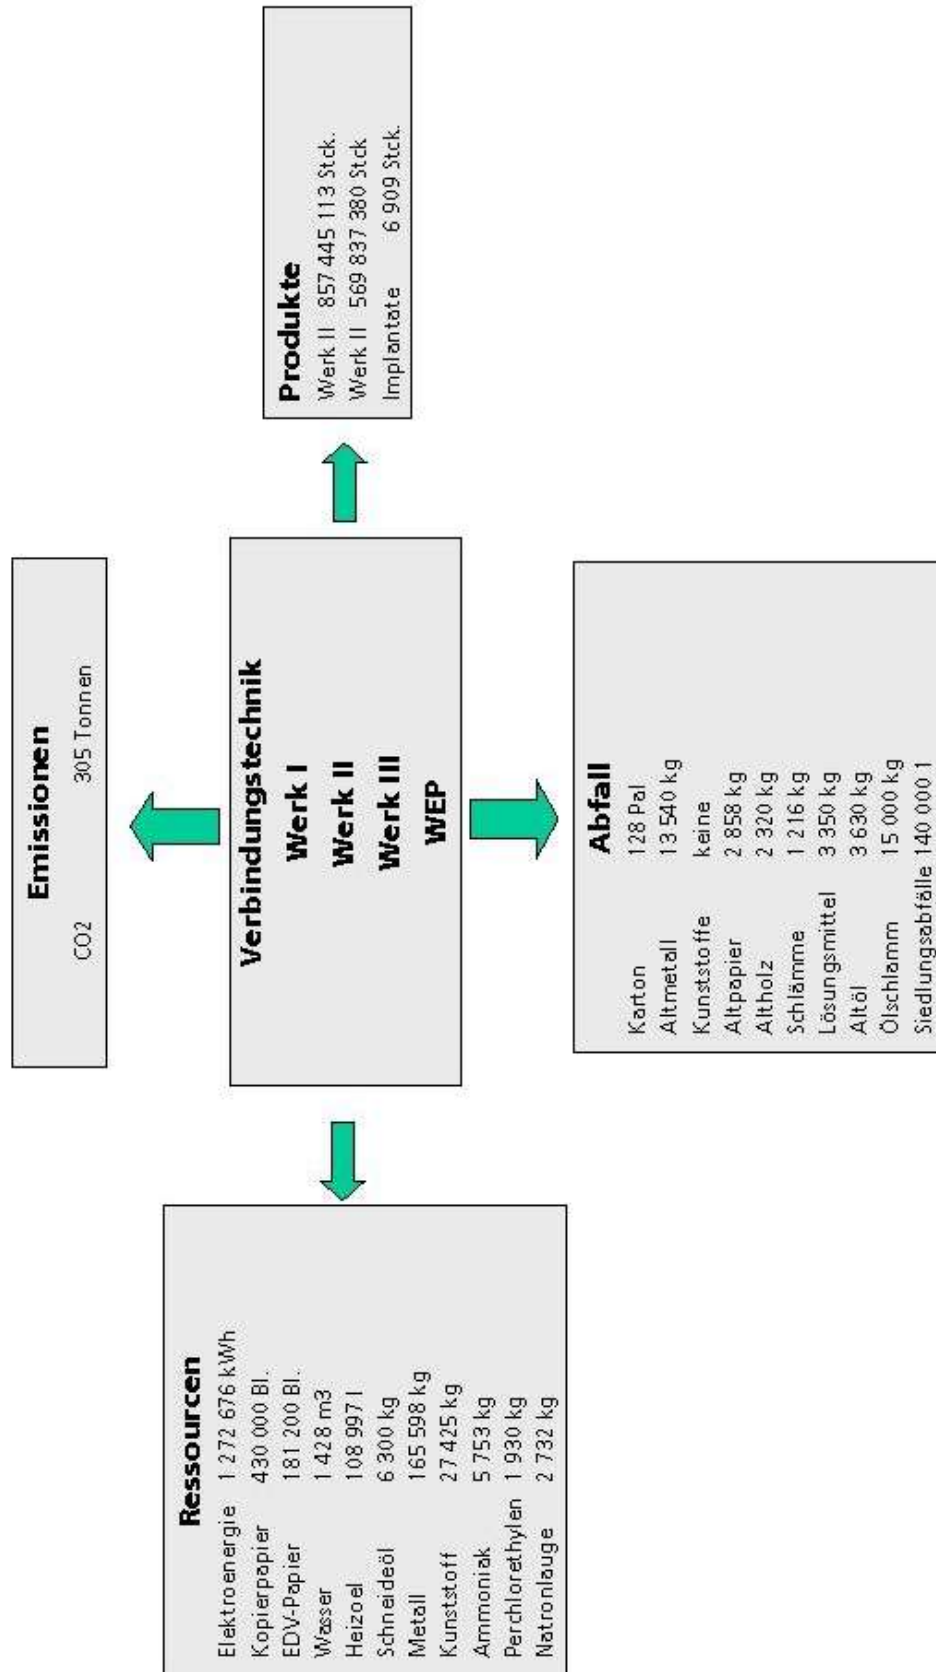 Emissionen
CO2 305 Tonnen
Ressourcen
Elektroenergie 1 272 676 kWh
Kopierpapier 430 000 Bl.
EDV-Papier 181 200 Bl.
Wasser 1 428 m3
Heizoel 108 997 l
Schneideöl 6 300 kg
Metall 165 598 kg
Kunststoff 27 425 kg
Ammoniak 5 753 kg
Perchlorethylen 1 930 kg
Natronlauge 2 732 kg
Verbindungstechnik
Werk I
Werk II
Werk III
WEP
Produkte
Werk II 857 445 113 Stck.
Werk II 569 837 380 Stck
Implantate 6 909 Stck.
Abfall
Karton 128 Pal
Altmetall 13 540 kg
Kunststoffe keine
Altpapier 2 858 kg
Altholz 2 320 kg
Schlämme 1 216 kg
Lösungsmittel 3 350 kg
Altöl 3 630 kg
Ölschlamm 15 000 kg
Siedlungsabfälle 140 000 1